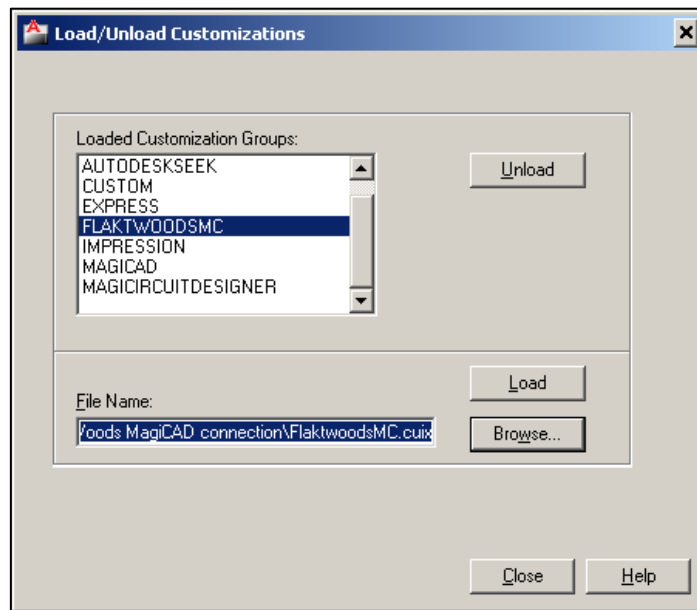 Load/Unload Customizations
Loaded Customization Groups:
AUTODESKSEEK
CUSTOM
EXPRESS
FLAKTWOODSMC
IMPRESSION
MAGICAD
MAGICIRCUITDESIGNER
Unload
Load
File Name:
oods MagiCAD connection\FlaktwoodsMC.cuix
Browse...
Close
Help